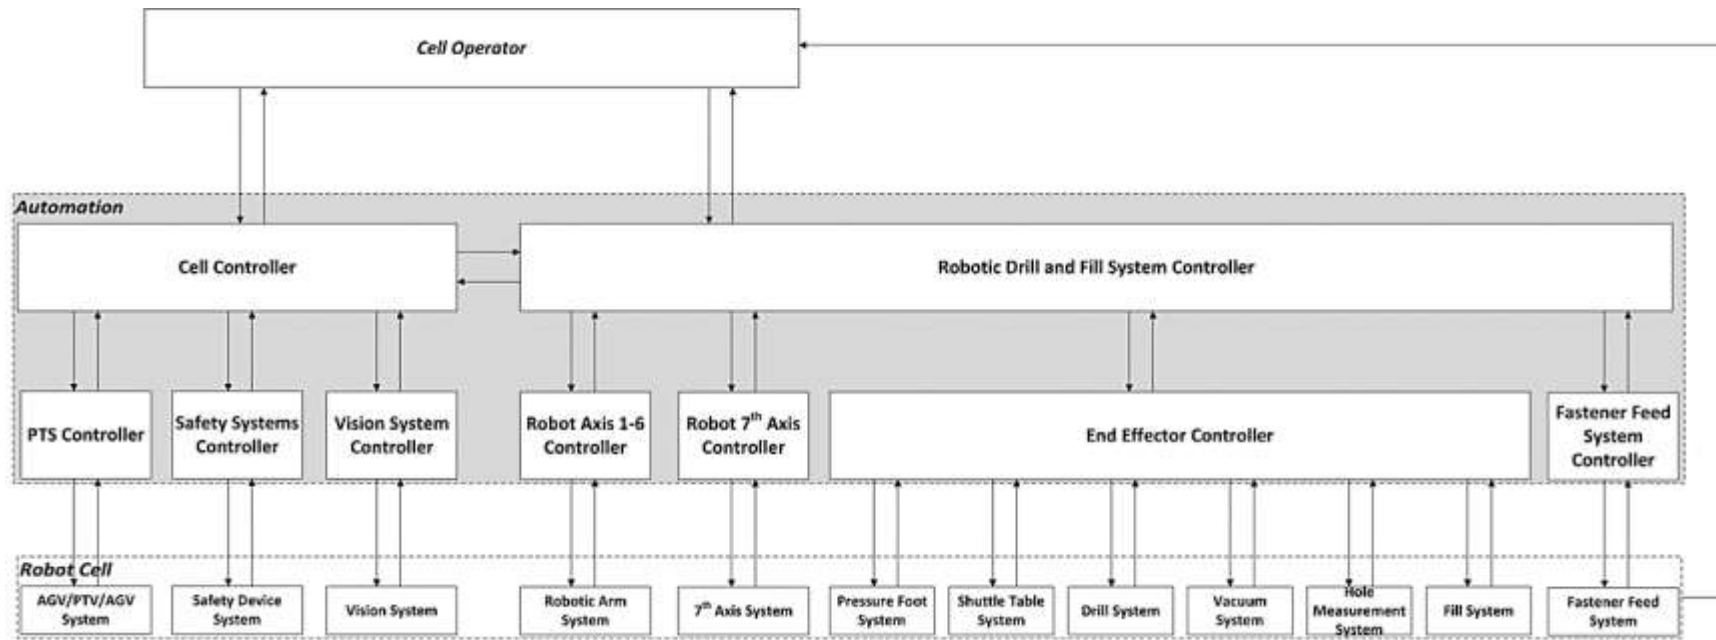 Cell Operator
Automation
Cell Controller
Robotic Drill and Fill System Controller
PTS Controller
Safety Systems
Controller
Vision System
Controller
Robot Axis 1-6
Controller
Robot 7th Axis
Controller
End Effector Controller
Fastener Feed
System
Controller
Robot Cell
AGV/PTV/AGV
System
Safety Device
System
Vision System
Robotic Arm
System
7th Axis System
Pressure Foot
System
Shuttle Table
System
Drill System
Vacuum
System
Hole
Measurement
System
Fill System
Fastener Feed
System